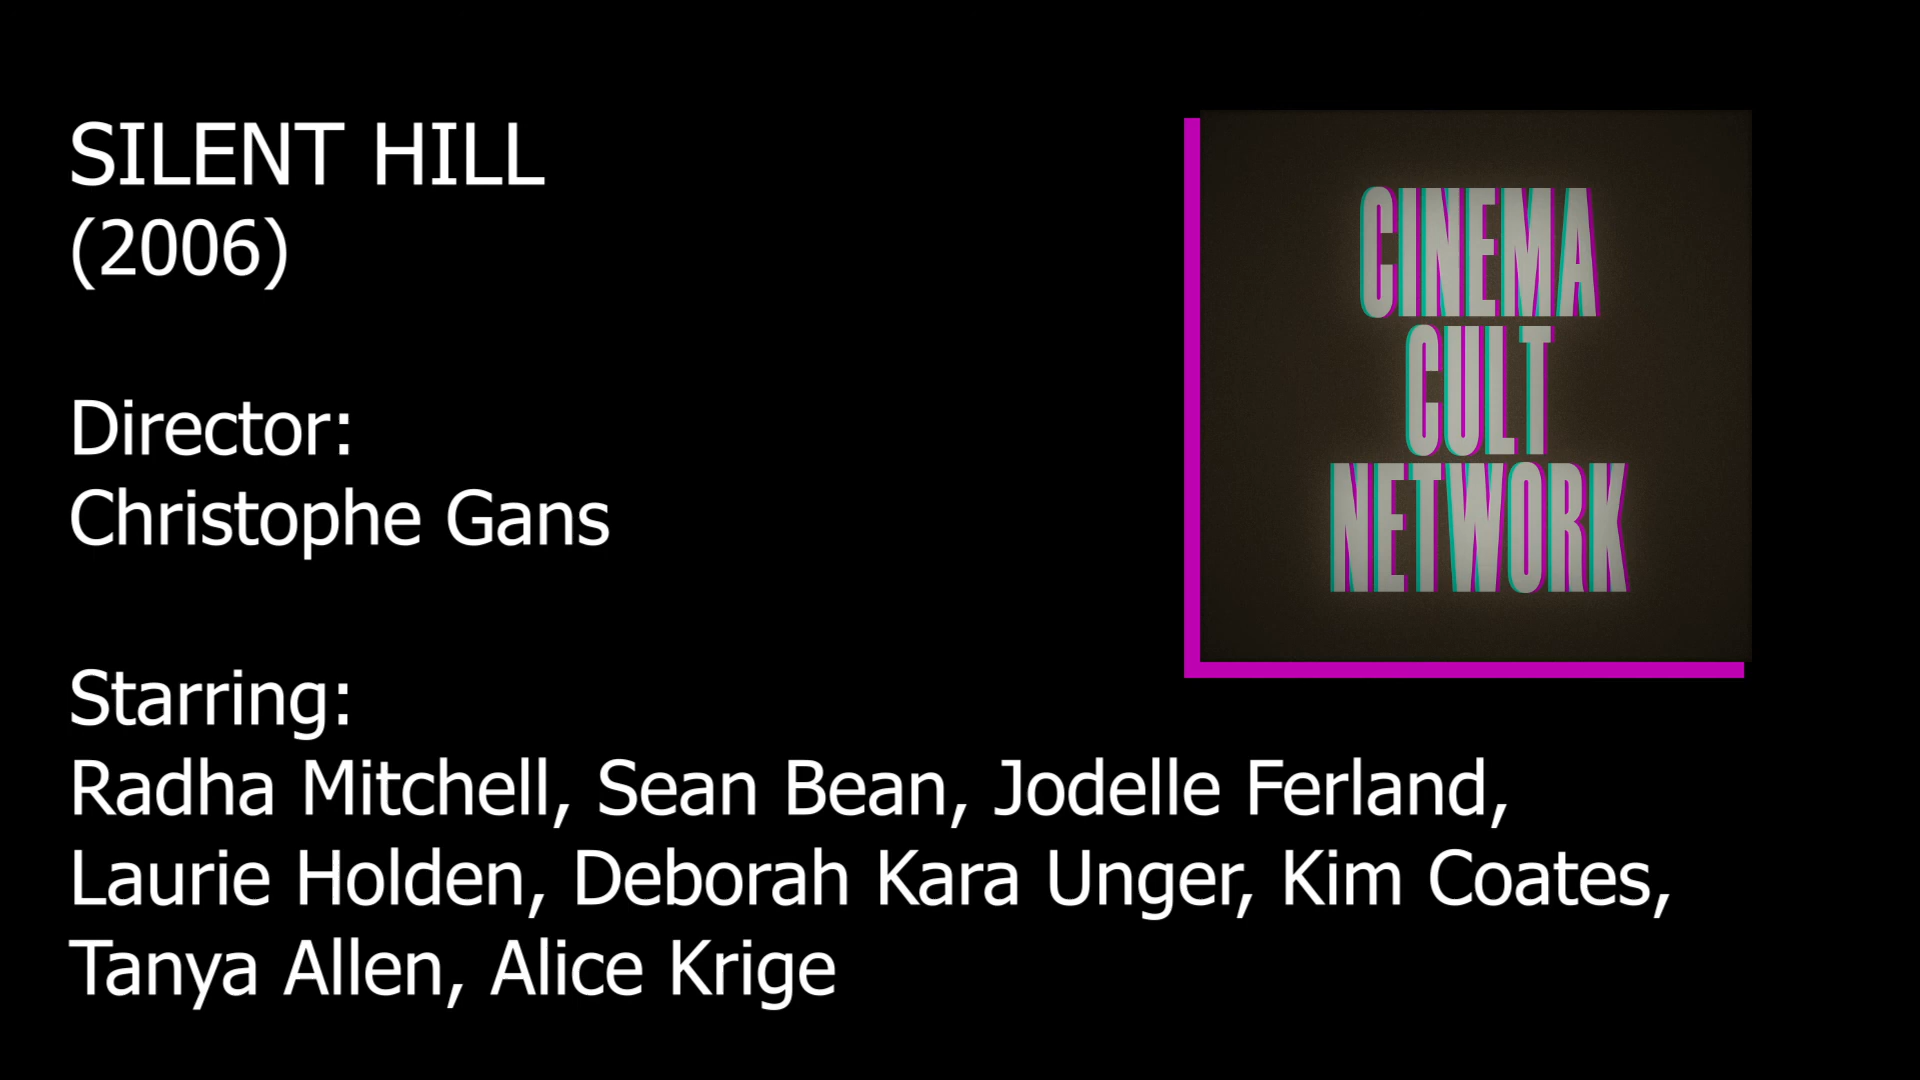 SILENT HILL
(2006)
Director:
Christophe Gans
Starring:
Radha Mitchell, Sean Bean, Jodelle Ferland,
Laurie Holden, Deborah Kara Unger, Kim Coates,
Tanya Allen, Alice Krige
CINEMA
CULT
NETWORK